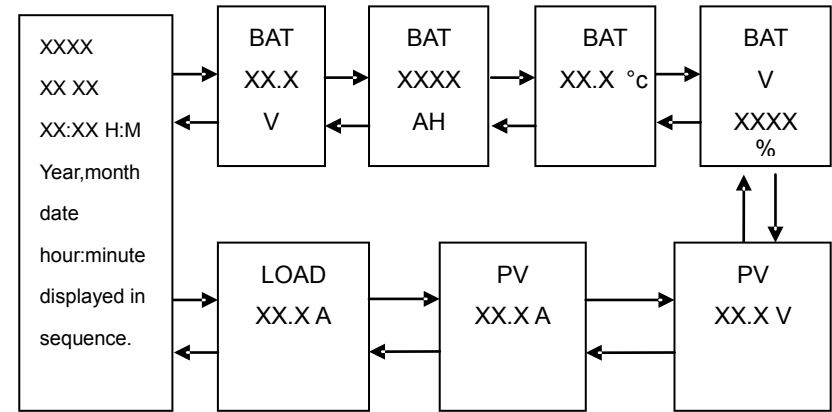 XXXX
XX XX
XX:XX H:M
Year,month
date
hour:minute
displayed in
sequence.
BAT
XX.X
V
BAT
XXXX
AH
BAT
XX.X °c
BAT
V
XXXX
%
LOAD
XX.X A
PV
XX.X A
PV
XX.X V